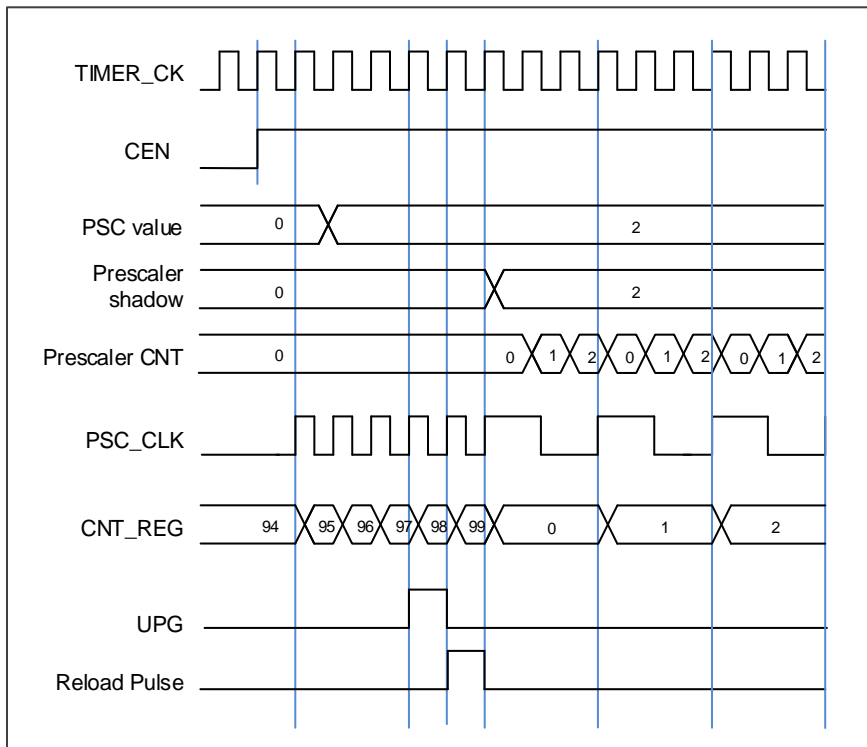 TIMER_CK
CEN
PSC value 0 2
Prescaler shadow 0 2
Prescaler CNT 0 0 1 2 0 1 2 0 1 2
PSC_CLK
CNT_REG 94 95 96 97 98 99 0 1 2
UPG
Reload Pulse